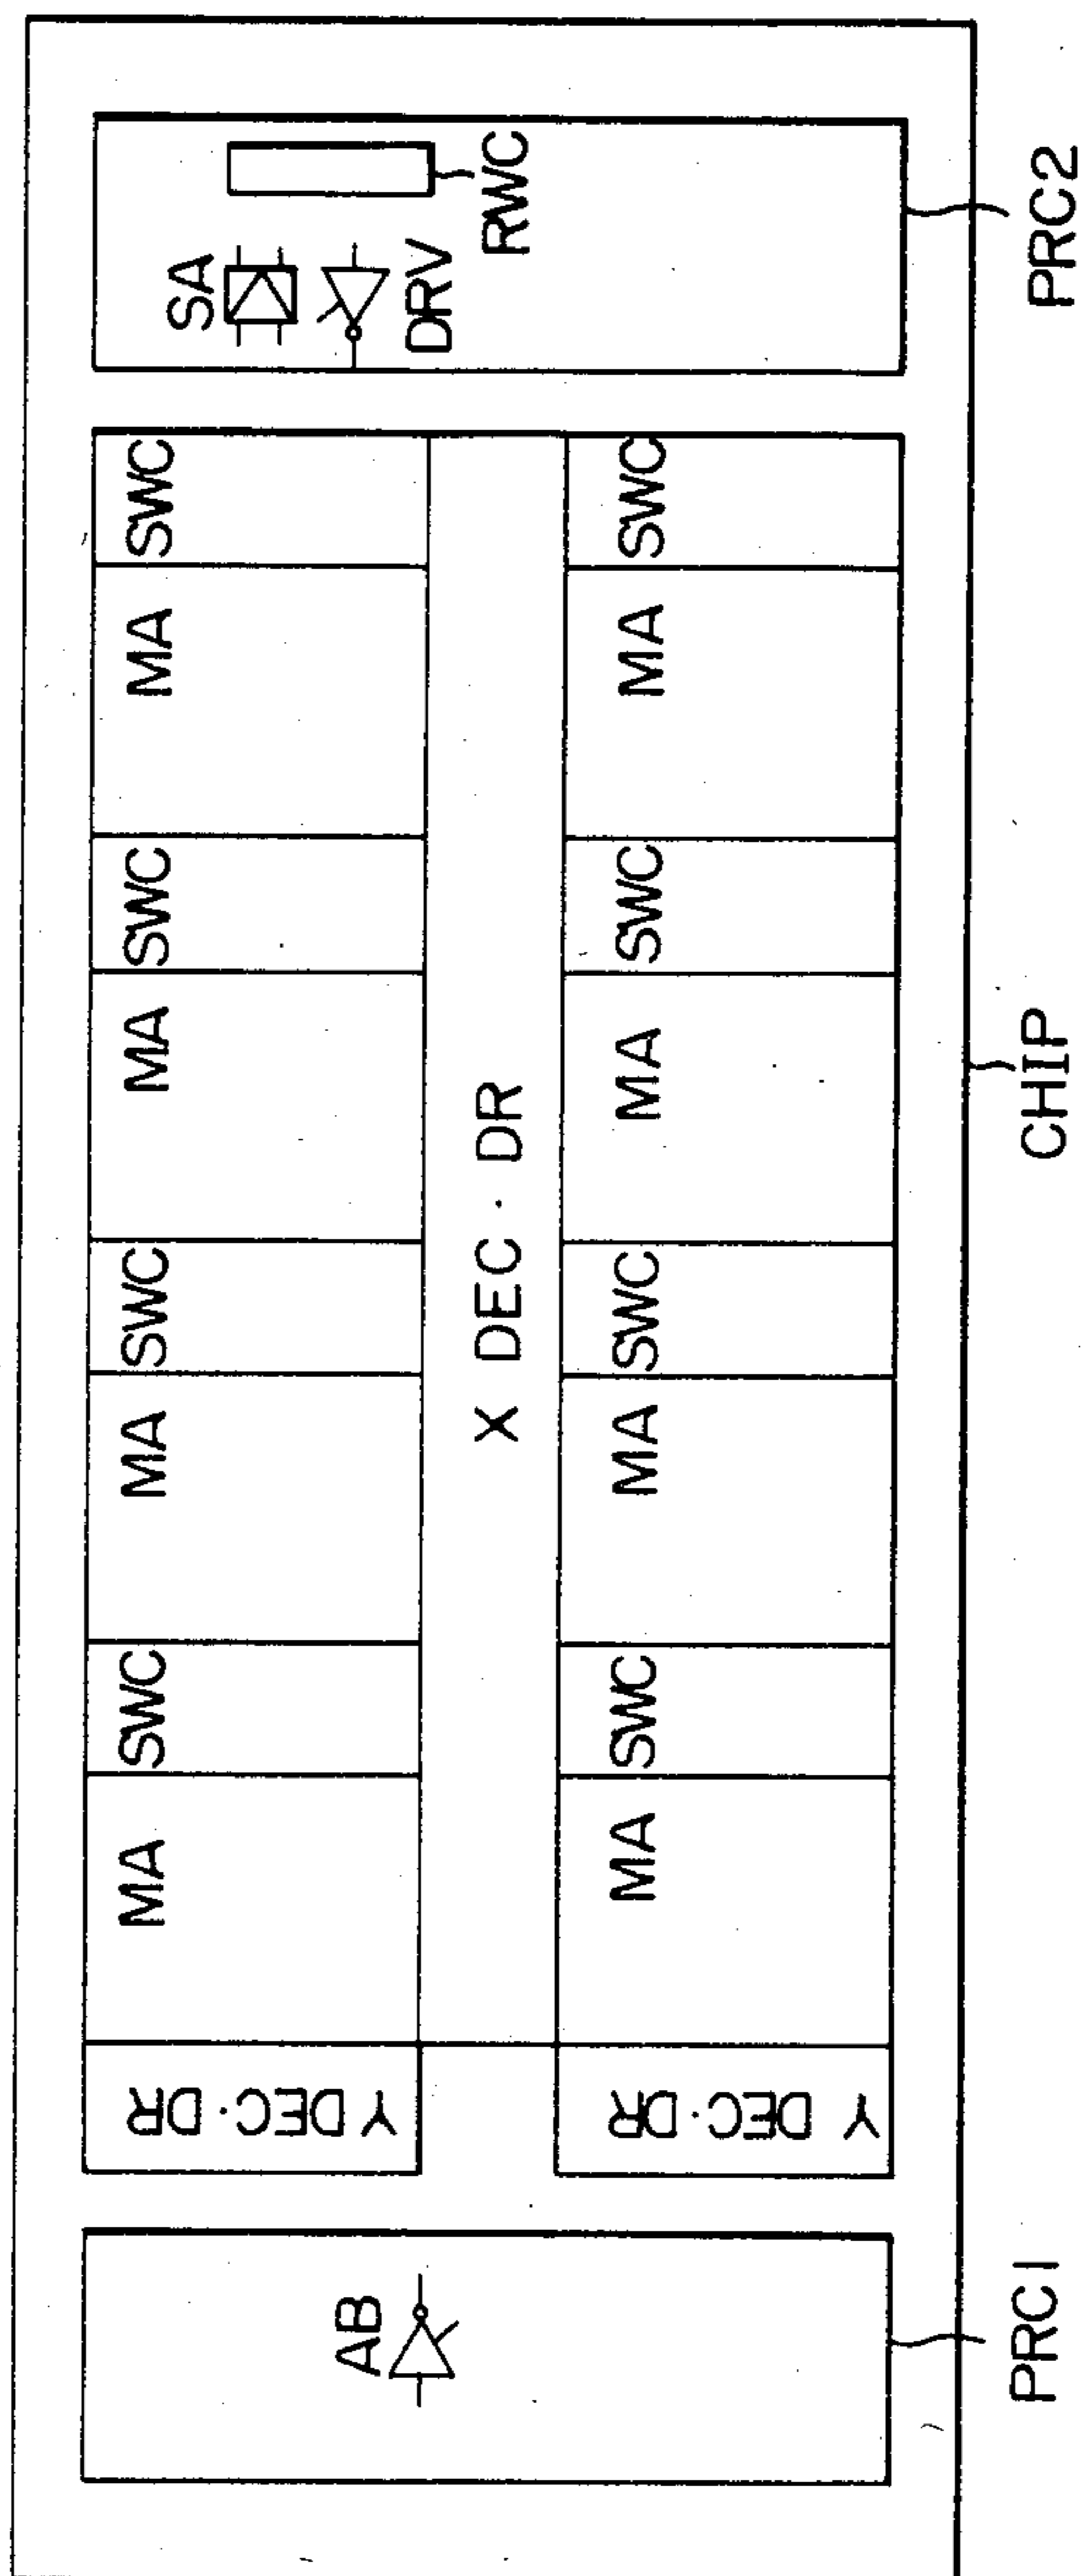 SA
DRV
RWC
PRC2
SWC
MA
SWC
MA
SWC
MA
SWC
MA
Y DEC·DR
X DEC · DR
SWC
MA
SWC
MA
SWC
MA
SWC
MA
Y DEC·DR
CHIP
AB
PRC1